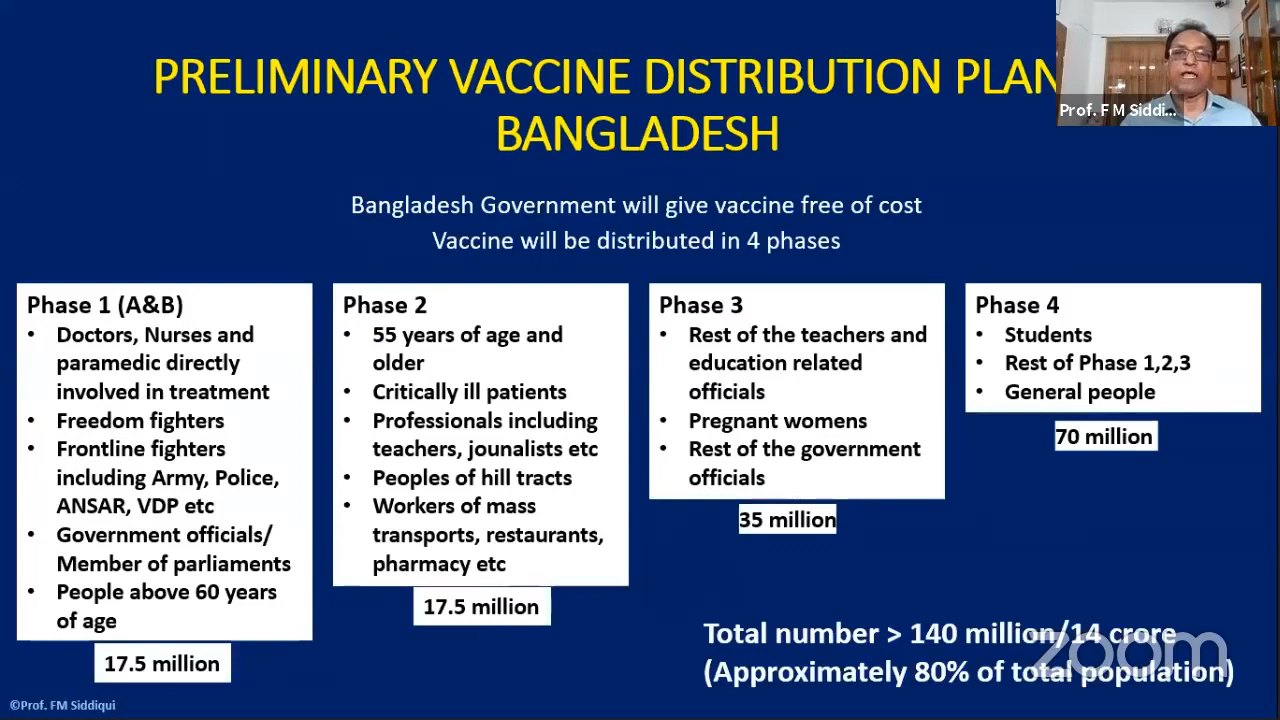 PRELIMINARY VACCINE DISTRIBUTION PLAN
BANGLADESH
Prof. F M Siddi...
Bangladesh Government will give vaccine free of cost
Vaccine will be distributed in 4 phases
Phase 1 (A&B)
• Doctors, Nurses and
paramedic directly
involved in treatment
• Freedom fighters
• Frontline fighters
including Army, Police,
ANSAR, VDP etc
• Government officials/
Member of parliaments
• People above 60 years
of age
17.5 million
Phase 2
• 55 years of age and
older
• Critically ill patients
• Professionals including
teachers, jounalists etc
• Peoples of hill tracts
• Workers of mass
transports, restaurants,
pharmacy etc
17.5 million
Phase 3
• Rest of the teachers and
education related
officials
• Pregnant womens
• Rest of the government
officials
35 million
Phase 4
• Students
• Rest of Phase 1,2,3
• General people
70 million
Total number > 140 million/14 crore
(Approximately 80% of total population)
zoom
©Prof. FM Siddiqui